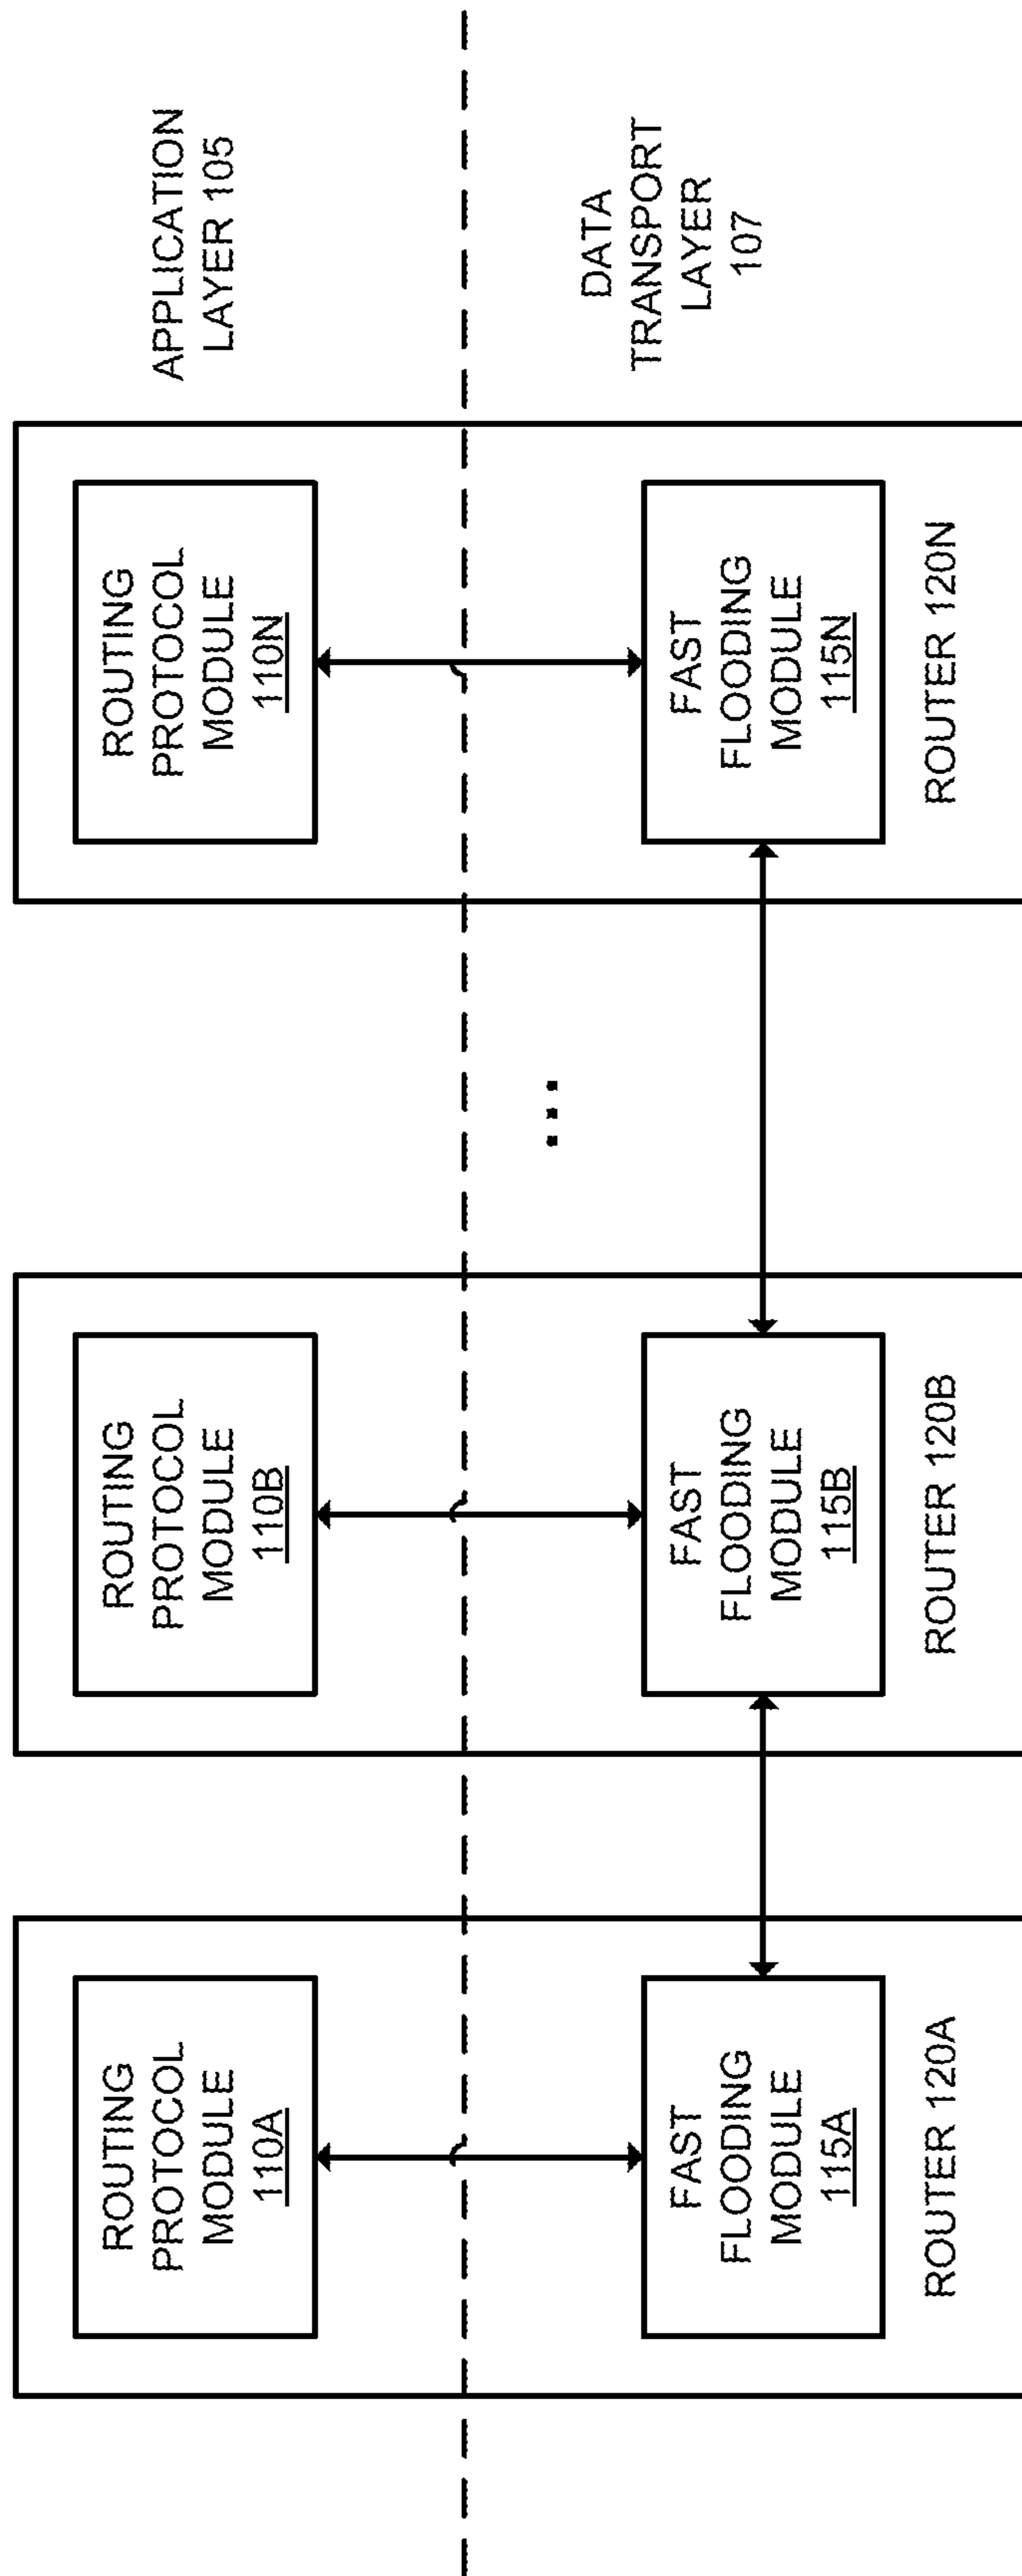 ROUTING
PROTOCOL
MODULE
110A
FAST
FLOODING
MODULE
115A
ROUTER 120A
ROUTING
PROTOCOL
MODULE
110B
FAST
FLOODING
MODULE
115B
ROUTER 120B
...
ROUTING
PROTOCOL
MODULE
110N
FAST
FLOODING
MODULE
115N
ROUTER 120N
APPLICATION
LAYER 105
DATA
TRANSPORT
LAYER
107